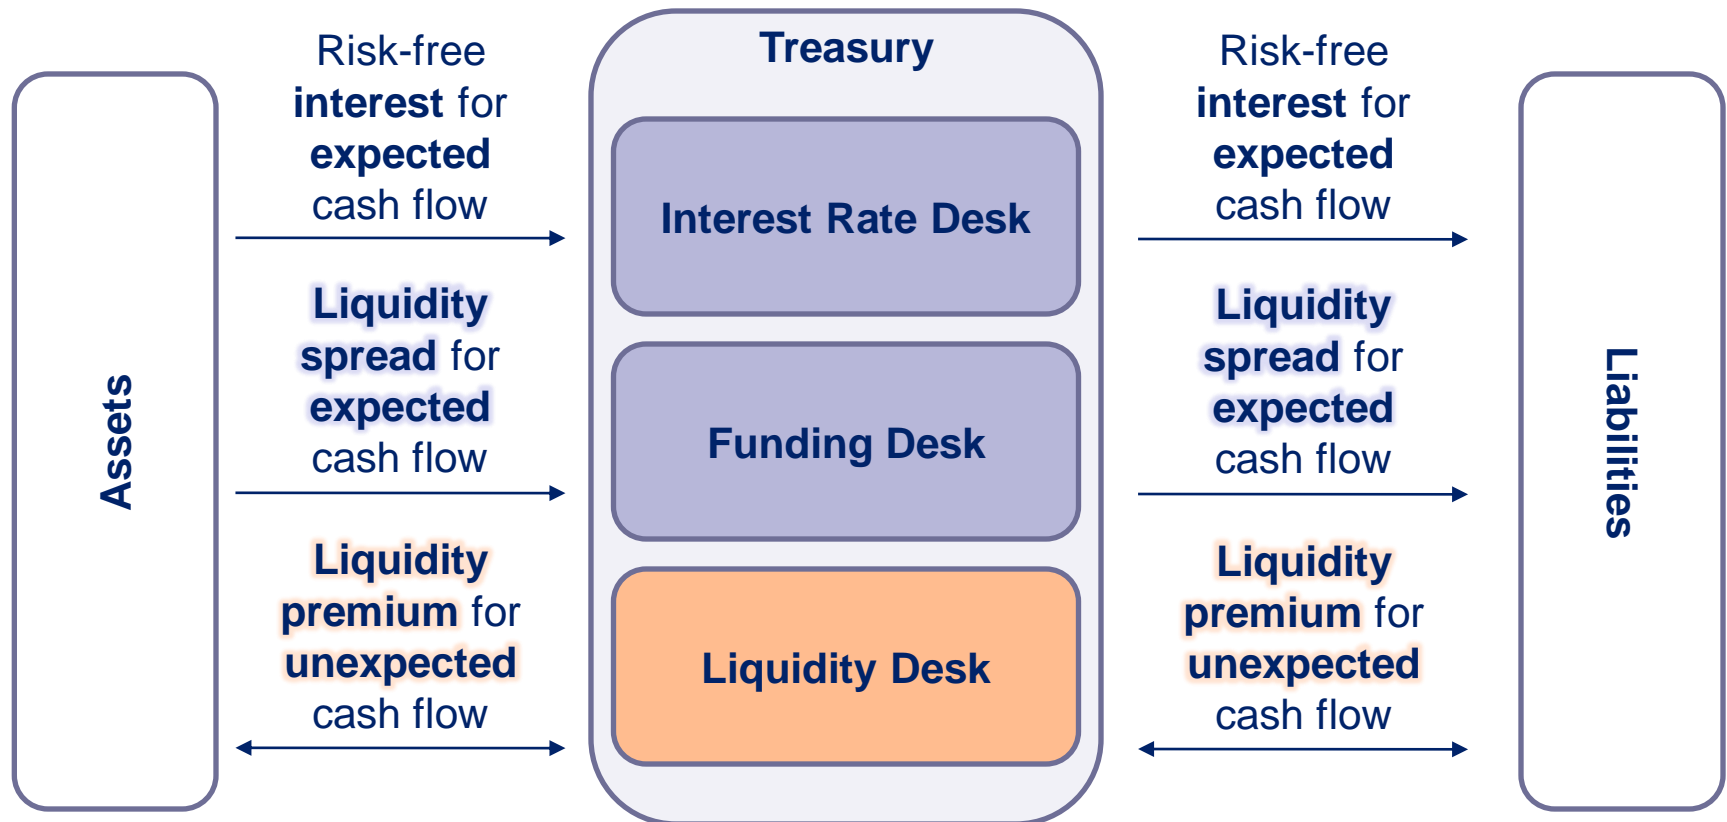 Assets
Risk-free
interest for
expected
cash flow
Liquidity
spread for
expected
cash flow
Liquidity
premium for
unexpected
cash flow
Treasury
Interest Rate Desk
Funding Desk
Liquidity Desk
Risk-free
interest for
expected
cash flow
Liquidity
spread for
expected
cash flow
Liquidity
premium for
unexpected
cash flow
Liabilities